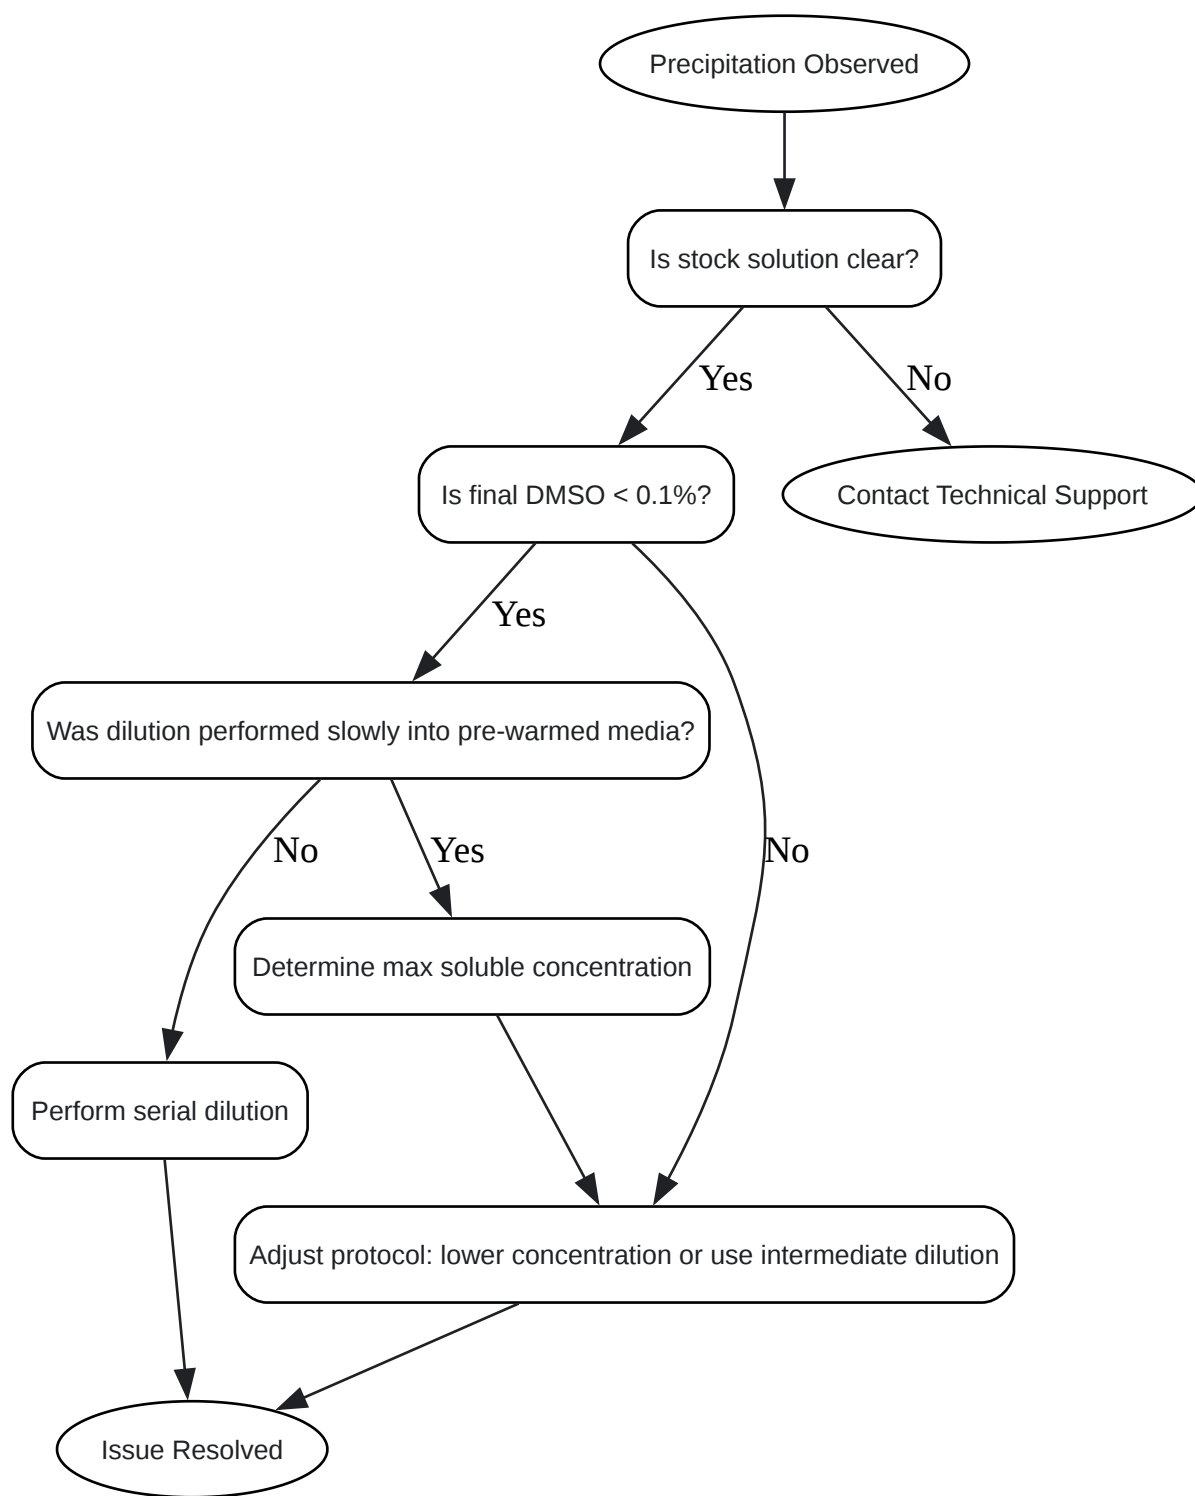 Precipitation Observed
Is stock solution clear?
Yes
No
Is final DMSO < 0.1%?
Contact Technical Support
Yes
Was dilution performed slowly into pre-warmed media?
No
Yes
No
Determine max soluble concentration
Perform serial dilution
Adjust protocol: lower concentration or use intermediate dilution
Issue Resolved